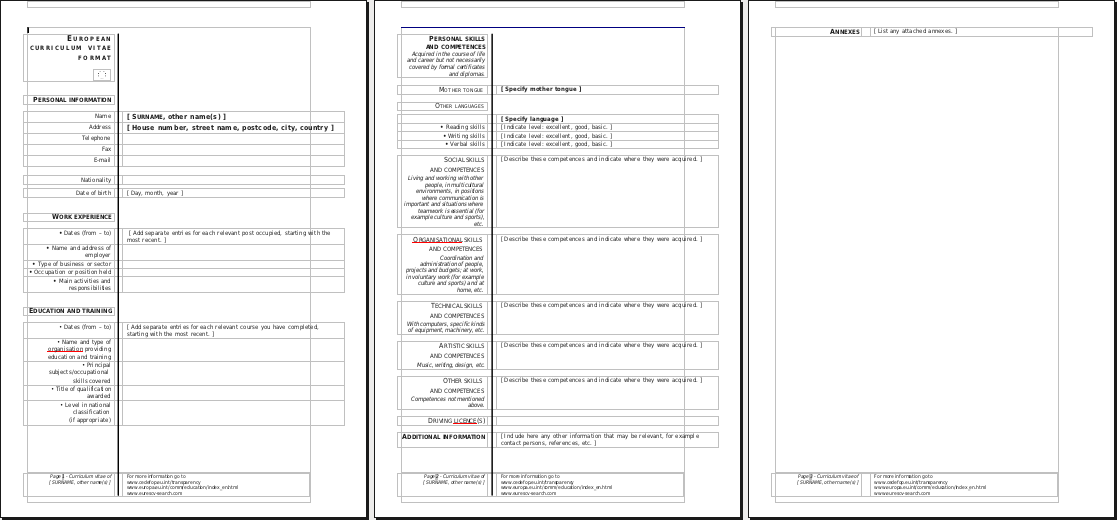 EUROPEAN
CURRICULUM VITAE
FORMAT
PERSONAL INFORMATION
Name
[ SURNAME, other name(s) ]
Address
[ House number, street name, postcode, city, country ]
Telephone
Fax
E-mail
Nationality
Date of birth
[ Day, month, year ]
WORK EXPERIENCE
• Dates (from – to)
[ Add separate entries for each relevant post occupied, starting with the
most recent. ]
• Name and address of
employer
• Type of business or sector
• Occupation or position held
• Main activities and
responsibilities
EDUCATION AND TRAINING
• Dates (from – to)
[ Add separate entries for each relevant course you have completed,
starting with the most recent. ]
• Name and type of
organisation providing
education and training
• Principal
subjects/occupational
skills covered
• Title of qualification
awarded
• Level in national
classification
(if appropriate)
Page - Curriculum vitae of
[ SURNAME, other name(s) ]
For more information go to
www.cedefop.eu.int/transparency
www.europa.eu.int/comm/education/index_en.html
www.eurescv-search.com
PERSONAL SKILLS
AND COMPETENCES
Acquired in the course of life
and career but not necessarily
covered by formal certificates
and diplomas.
MOTHER TONGUE
[ Specify mother tongue ]
OTHER LANGUAGES
[ Specify language ]
• Reading skills
[ Indicate level: excellent, good, basic. ]
• Writing skills
[ Indicate level: excellent, good, basic. ]
• Verbal skills
[ Indicate level: excellent, good, basic. ]
SOCIAL SKILLS
AND COMPETENCES
Living and working with other
people, in multicultural
environments, in positions
where communication is
important and situations where
teamwork is essential (for
example culture and sports),
etc.
[ Describe these competences and indicate where they were acquired. ]
ORGANISATIONAL SKILLS
AND COMPETENCES
Coordination and
administration of people,
projects and budgets; at work,
in voluntary work (for example
culture and sports) and at
home, etc.
[ Describe these competences and indicate where they were acquired. ]
TECHNICAL SKILLS
AND COMPETENCES
With computers, specific kinds
of equipment, machinery, etc.
[ Describe these competences and indicate where they were acquired. ]
ARTISTIC SKILLS
AND COMPETENCES
Music, writing, design, etc.
[ Describe these competences and indicate where they were acquired. ]
OTHER SKILLS
AND COMPETENCES
Competences not mentioned
above.
[ Describe these competences and indicate where they were acquired. ]
DRIVING LICENCE(S)
ADDITIONAL INFORMATION
[ Include here any other information that may be relevant, for example
contact persons, references, etc. ]
Page - Curriculum vitae of
[ SURNAME, other name(s) ]
For more information go to
www.cedefop.eu.int/transparency
www.europa.eu.int/comm/education/index_en.html
www.eurescv-search.com
ANNEXES
[ List any attached annexes. ]
Page - Curriculum vitae of
[ SURNAME, other name(s) ]
For more information go to
www.cedefop.eu.int/transparency
www.europa.eu.int/comm/education/index_en.html
www.eurescv-search.com